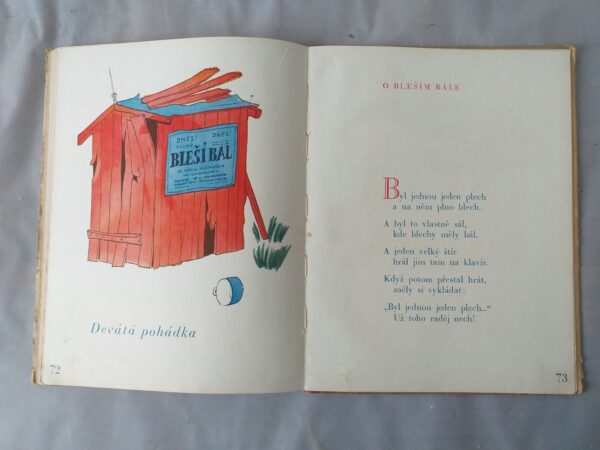 DNES!
DNES!
VELKÝ
BLEŠÍ BÁL
Devátá pohádka
72
O BLEŠÍM BÁLE
Byl jednou jeden plech
a na něm plno blech.
A byl to vlastně sál,
kde blechy měly bál.
A jeden velký štír
hrál jim tam na klavír.
Když potom přestal hrát,
začly si vykládat:
„Byl jednou jeden plech...“
Už toho raděj nech!
73